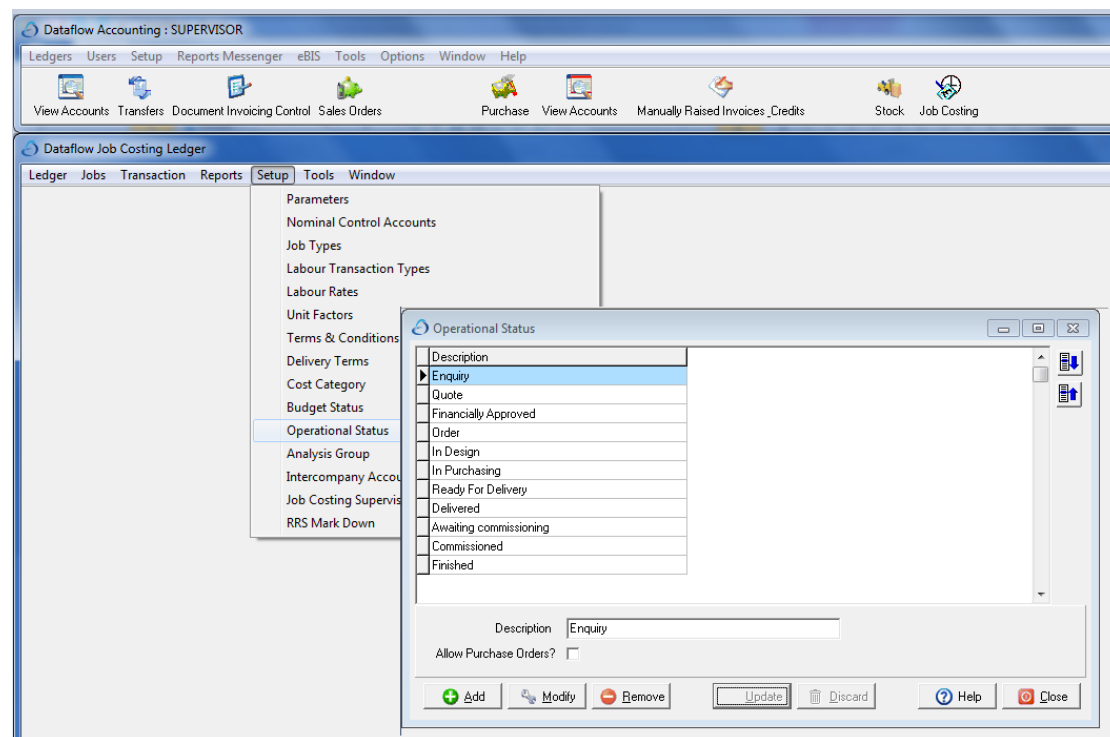 Dataflow Accounting : SUPERVISOR
Ledgers Users Setup Reports Messenger eBIS Tools Options Window Help
View Accounts Transfers Document Invoicing Control Sales Orders Purchase View Accounts Manually Raised Invoices_Credits Stock Job Costing
Dataflow Job Costing Ledger
Ledger Jobs Transaction Reports Setup Tools Window
Parameters
Nominal Control Accounts
Job Types
Labour Transaction Types
Labour Rates
Unit Factors
Terms & Conditions
Delivery Terms
Cost Category
Budget Status
Operational Status
Analysis Group
Intercompany Accou
Job Costing Supervis
RRS Mark Down
Operational Status
Description
Enquiry
Quote
Financially Approved
Order
In Design
In Purchasing
Ready For Delivery
Delivered
Awaiting commissioning
Commissioned
Finished
Description Enquiry
Allow Purchase Orders?
Add Modify Remove Update Discard Help Close